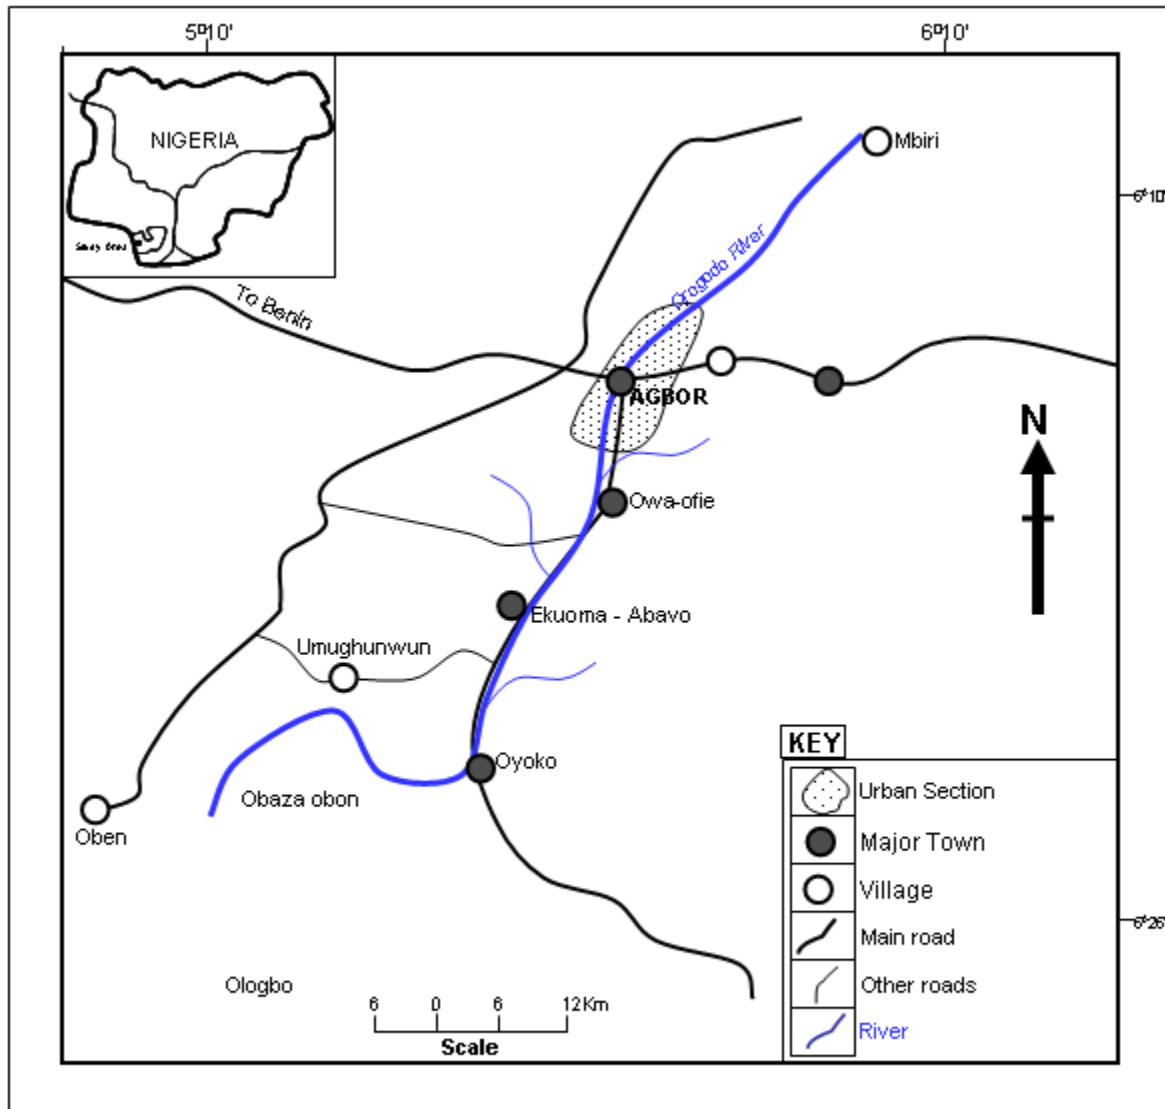 5º10'
6º10'
NIGERIA
Mbiri
6º10'
Orogodo River
To Benin
AGBOR
N
Owa-ofie
Ekuoma - Abavo
Umughunwun
Oyoko
KEY
Obaza obon
Urban Section
Oben
Major Town
Village
6º26'
Main road
Ologbo
Other roads
6 0 6 12Km
River
Scale